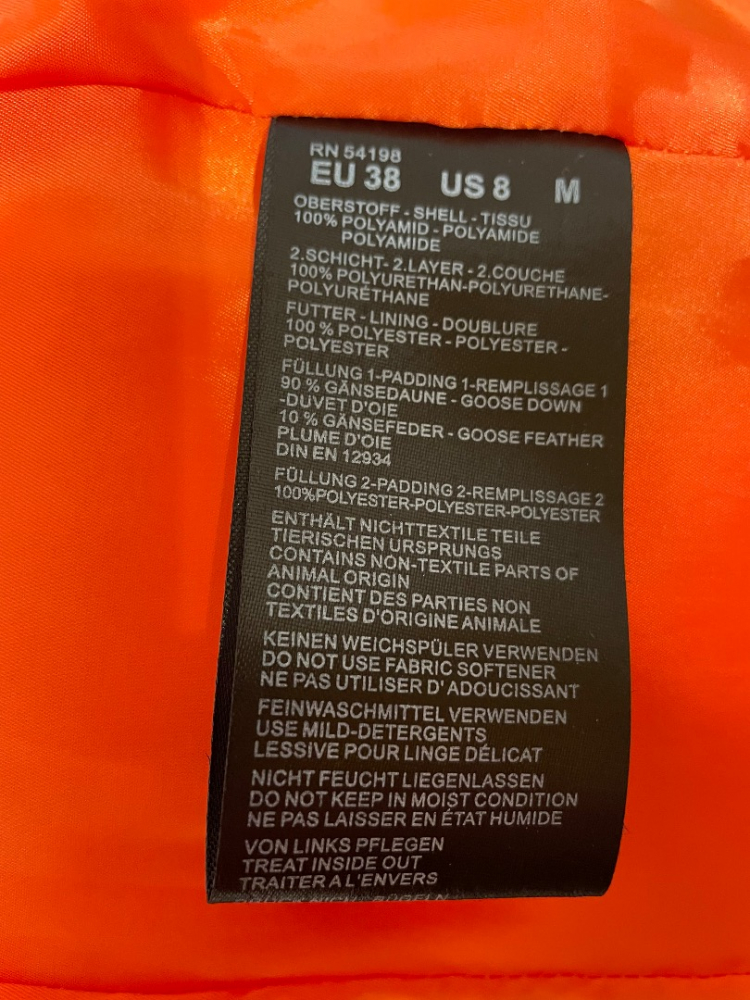 RN 54198
EU 38 US 8 M
OBERSTOFF - SHELL - TISSU
100% POLYAMID - POLYAMIDE
POLYAMIDE
2.SCHICHT- 2.LAYER - 2.COUCHE
100% POLYURETHAN-POLYURETHANE-
POLYURÉTHANE
FUTTER - LINING - DOUBLURE
100 % POLYESTER - POLYESTER -
POLYESTER
FÜLLUNG 1-PADDING 1-REMPLISSAGE 1
90 % GÄNSEDAUNE - GOOSE DOWN
-DUVET D'OIE
10 % GÄNSEFEDER - GOOSE FEATHER
PLUME D'OIE
DIN EN 12934
FÜLLUNG 2-PADDING 2-REMPLISSAGE 2
100%POLYESTER-POLYESTER-POLYESTER
ENTHÄLT NICHTTEXTILE TEILE
TIERISCHEN URSPRUNGS
CONTAINS NON-TEXTILE PARTS OF
ANIMAL ORIGIN
CONTIENT DES PARTIES NON
TEXTILES D'ORIGINE ANIMALE
KEINEN WEICHSPÜLER VERWENDEN
DO NOT USE FABRIC SOFTENER
NE PAS UTILISER D' ADOUCISSANT
FEINWASCHMITTEL VERWENDEN
USE MILD-DETERGENTS
LESSIVE POUR LINGE DÉLICAT
NICHT FEUCHT LIEGENLASSEN
DO NOT KEEP IN MOIST CONDITION
NE PAS LAISSER EN ÉTAT HUMIDE
VON LINKS PFLEGEN
TREAT INSIDE OUT
TRAITER A L'ENVERS